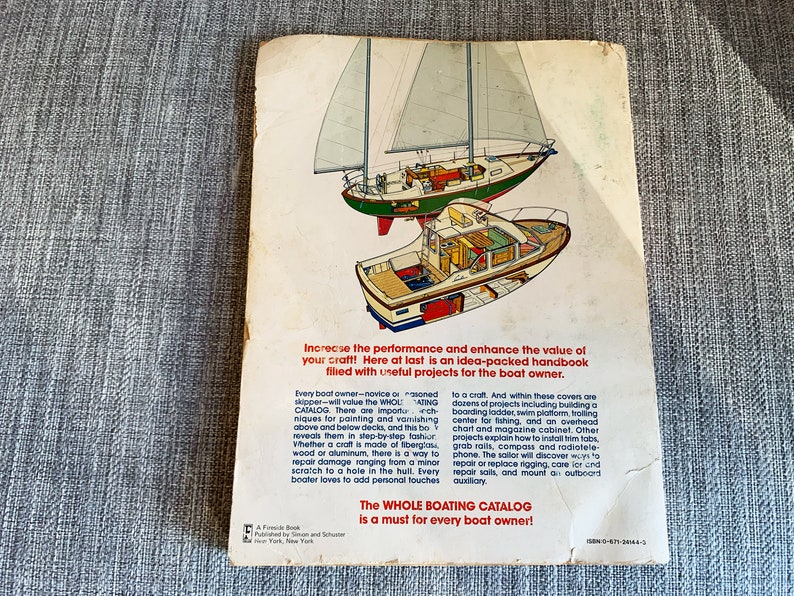 Increase the performance and enhance the value of
your craft! Here at last is an idea-packed handbook
filled with useful projects for the boat owner.
Every boat owner—novice or seasoned
skipper—will value the WHOLE BOATING
CATALOG. There are important tech-
niques for painting and varnishing
above and below decks, and this book
reveals them in step-by-step fashion.
Whether a craft is made of fiberglass,
wood or aluminum, there is a way to
repair damage ranging from a minor
scratch to a hole in the hull. Every
boater loves to add personal touches
to a craft. And within these covers are
dozens of projects including building a
boarding ladder, swim platform, trolling
center for fishing, and an overhead
chart and magazine cabinet. Other
projects explain how to install trim tabs,
grab rails, compass and radiotele-
phone. The sailor will discover ways to
repair or replace rigging, care for and
repair sails, and mount an outboard
auxiliary.
The WHOLE BOATING CATALOG
is a must for every boat owner!
A Fireside Book
Published by Simon and Schuster
New York, New York
ISBN:0-671-24144-3